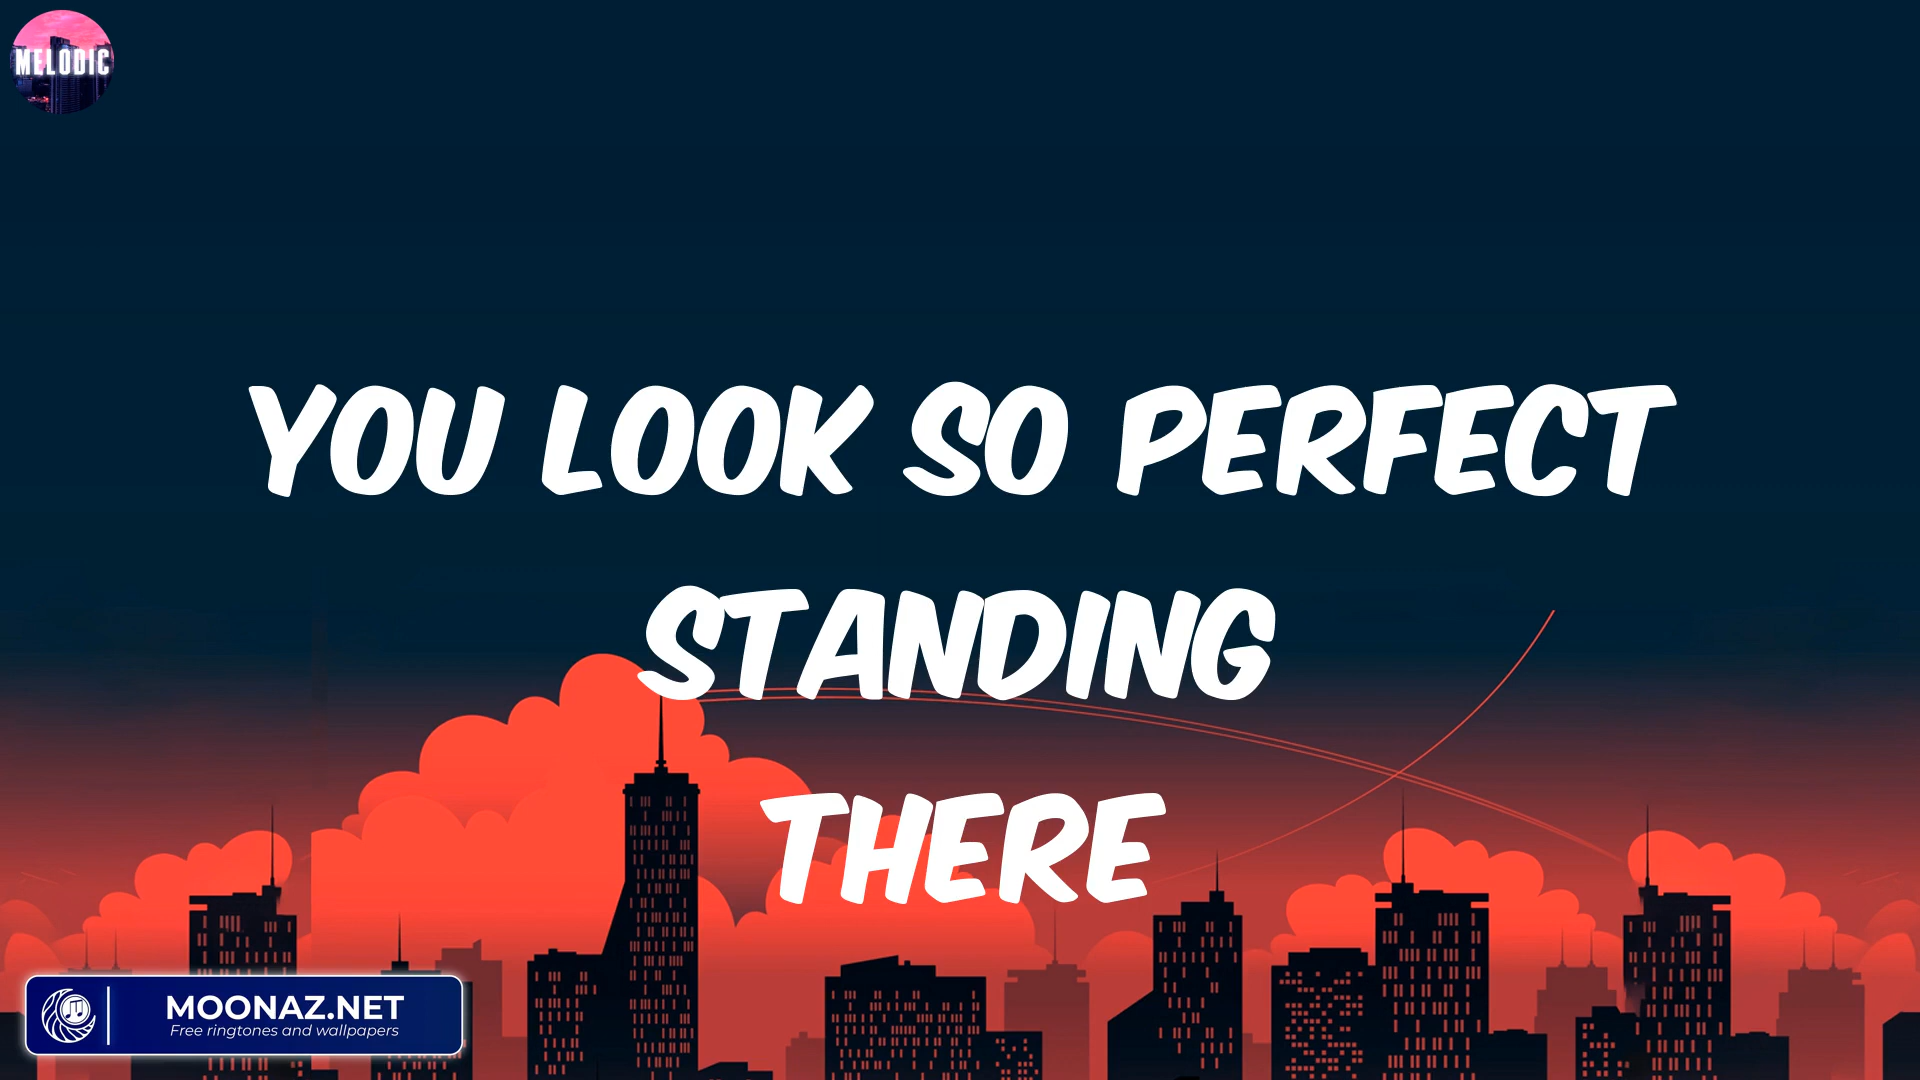 MELODIC
YOU LOOK SO PERFECT
STANDING
THERE
MOONAZ.NET
Free ringtones and wallpapers